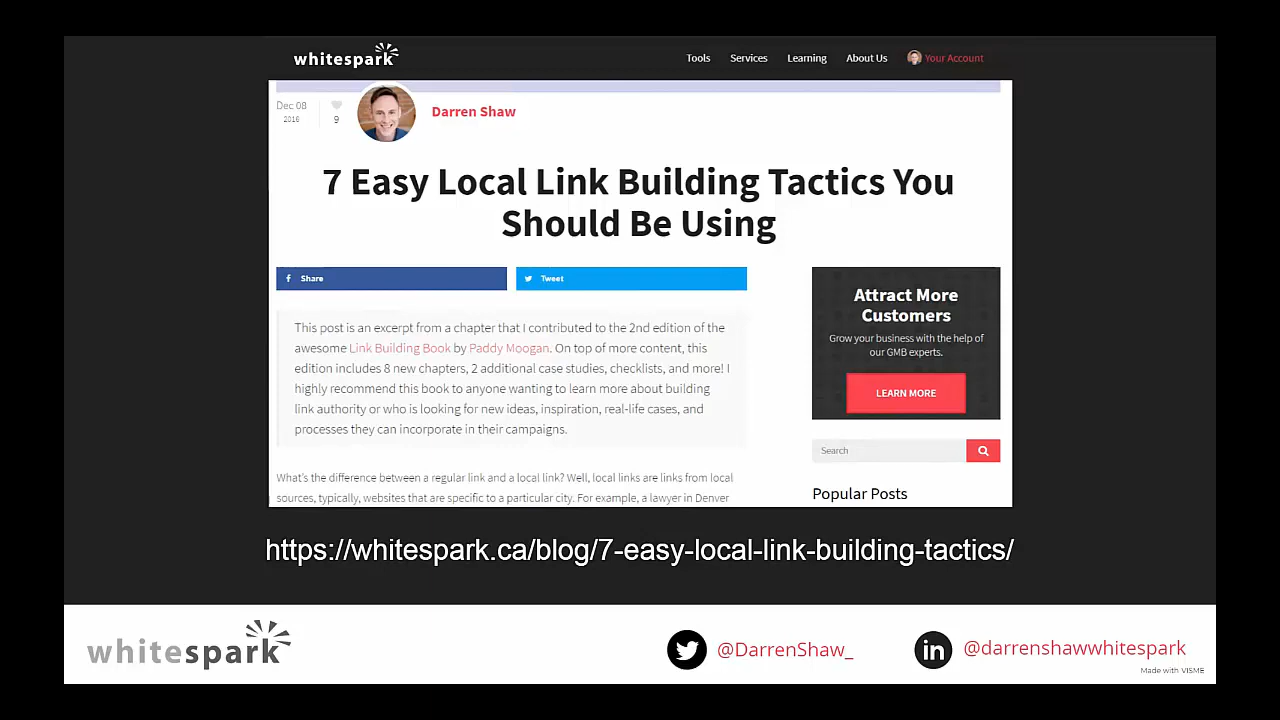 whitespark
Tools Services Learning About Us Your Account
Dec 08
2016
9
Darren Shaw
7 Easy Local Link Building Tactics You
Should Be Using
Share
Tweet
This post is an excerpt from a chapter that I contributed to the 2nd edition of the
awesome Link Building Book by Paddy Moogan. On top of more content, this
edition includes 8 new chapters, 2 additional case studies, checklists, and more! I
highly recommend this book to anyone wanting to learn more about building
link authority or who is looking for new ideas, inspiration, real-life cases, and
processes they can incorporate in their campaigns.
What's the difference between a regular link and a local link? Well, local links are links from local
sources, typically, websites that are specific to a particular city. For example, a lawyer in Denver
Attract More
Customers
Grow your business with the help of
our GMB experts.
LEARN MORE
Search
Popular Posts
https://whitespark.ca/blog/7-easy-local-link-building-tactics/
whitespark
@DarrenShaw_
in @darrenshawwhitespark
Made with VISME